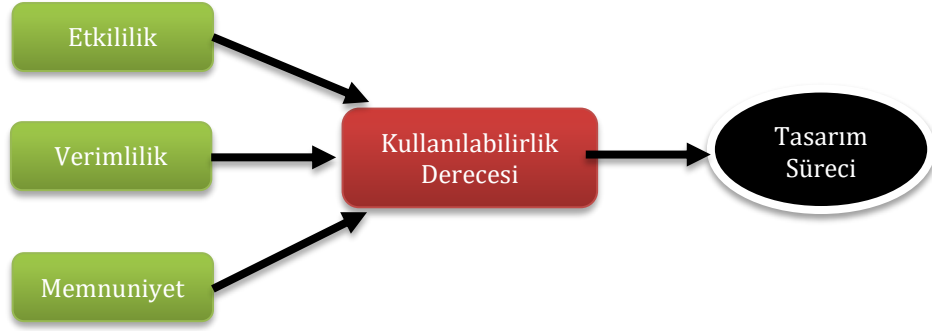 Etkililik
Verimlilik
Memnuniyet
Kullanılabilirlik
Derecesi
Tasarım
Süreci